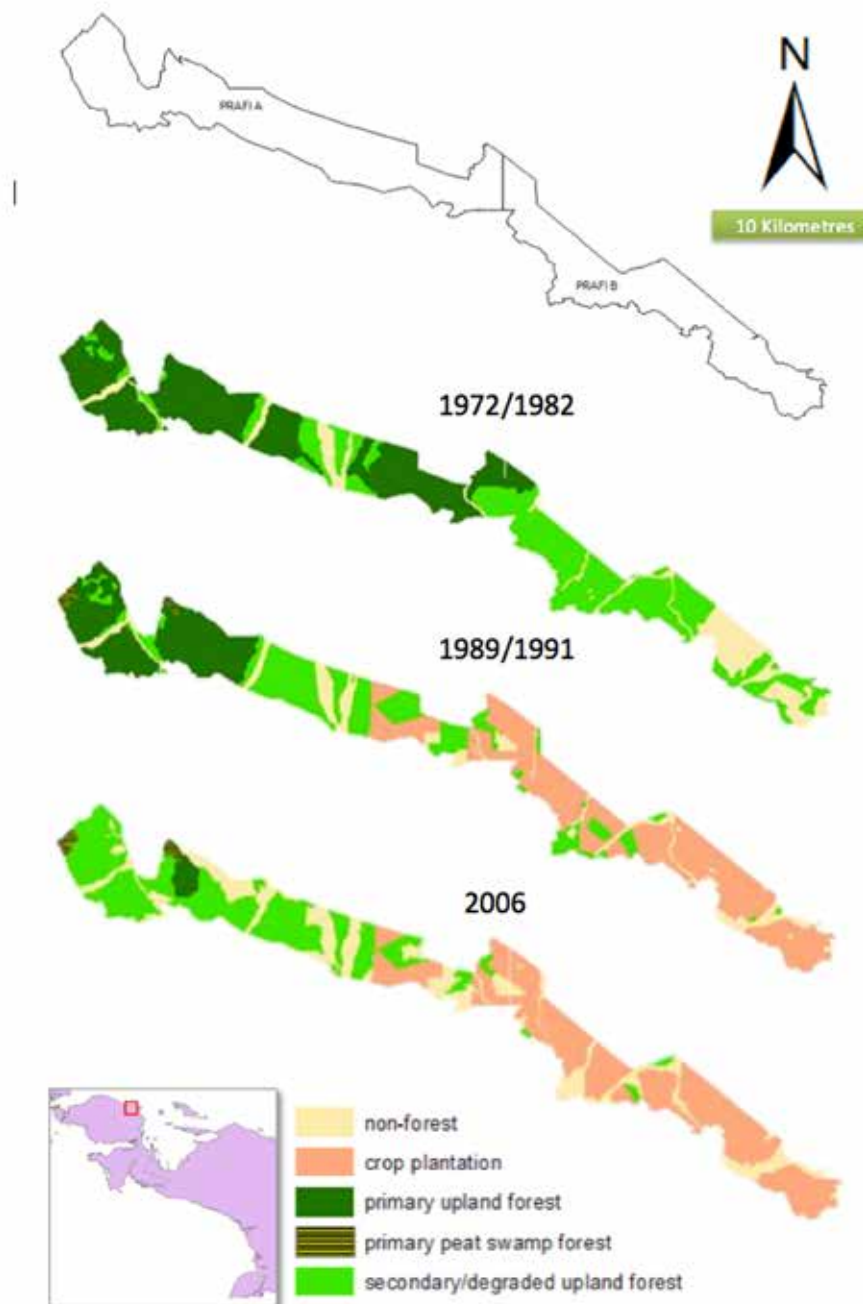 N
PRAFI A
10 Kilometres
PRAFI B
1972/1982
1989/1991
2006
non-forest
crop plantation
primary upland forest
primary peat swamp forest
secondary/degraded upland forest